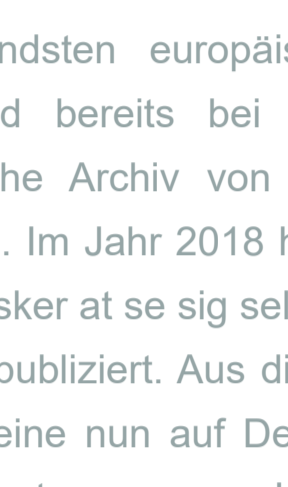 ndsten europäis
d bereits bei
he Archiv von
. Im Jahr 2018 h
sker at se sig sel
publiziert. Aus di
eine nun auf De